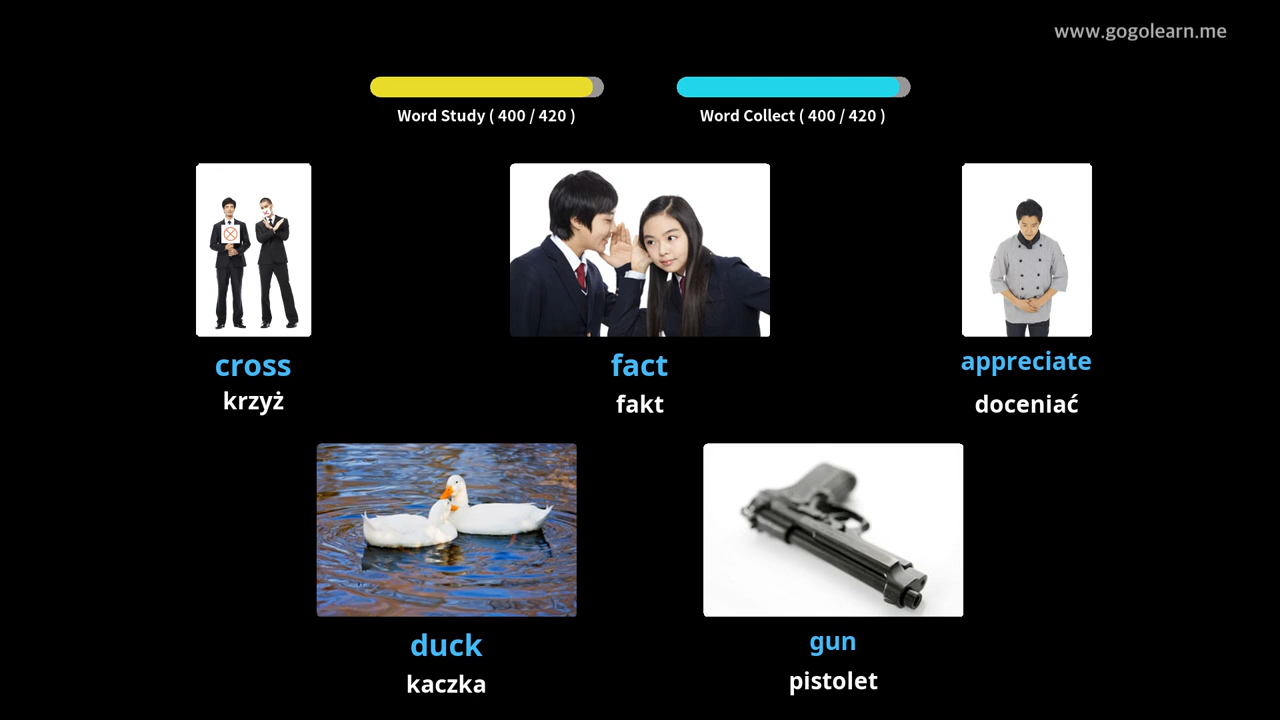 www.gogolearn.me
Word Study ( 400 / 420 )
Word Collect ( 400 / 420 )
cross
krzyż
fact
fakt
appreciate
doceniać
duck
kaczka
gun
pistolet